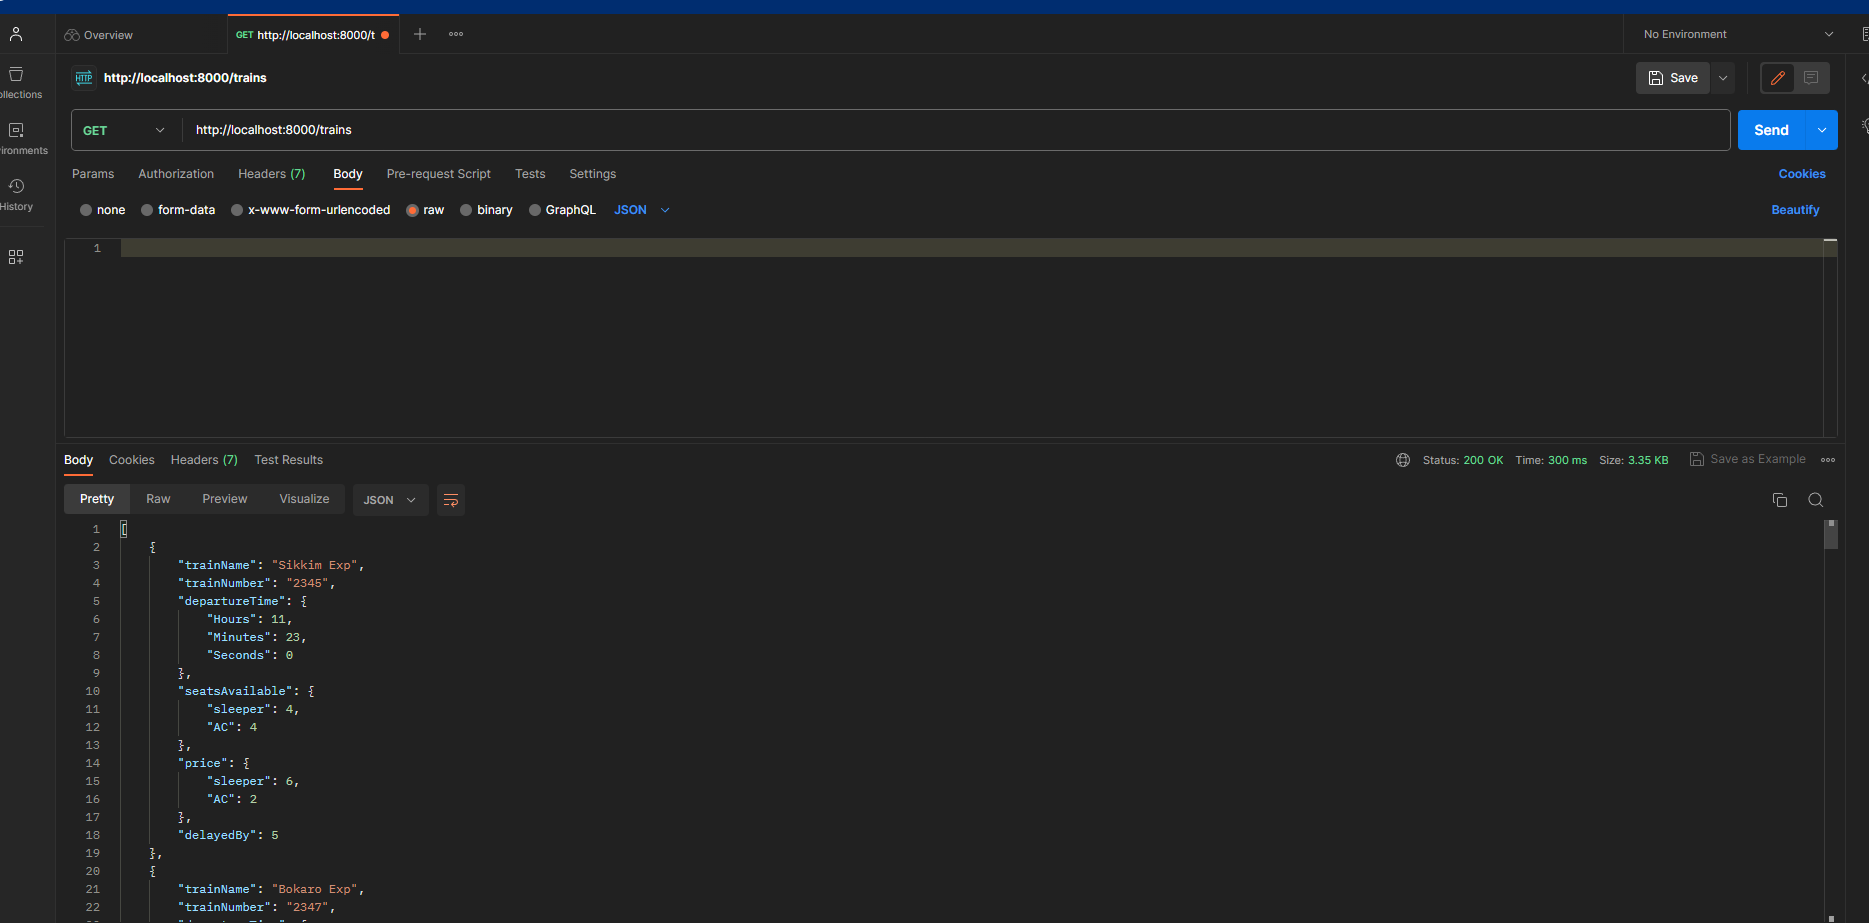 Overview
GET http://localhost:8000/t
No Environment
HTTP http://localhost:8000/trains
Save
ollections
GET http://localhost:8000/trains
Send
ironments
Params Authorization Headers (7) Body Pre-request Script Tests Settings
Cookies
History
none form-data x-www-form-urlencoded raw binary GraphQL JSON
Beautify
1
Body Cookies Headers (7) Test Results
Status: 200 OK Time: 300 ms Size: 3.35 KB Save as Example
Pretty Raw Preview Visualize JSON
1 [
2 {
3 "trainName": "Sikkim Exp",
4 "trainNumber": "2345",
5 "departureTime": {
6 "Hours": 11,
7 "Minutes": 23,
8 "Seconds": 0
9 },
10 "seatsAvailable": {
11 "sleeper": 4,
12 "AC": 4
13 },
14 "price": {
15 "sleeper": 6,
16 "AC": 2
17 },
18 "delayedBy": 5
19 },
20 {
21 "trainName": "Bokaro Exp",
22 "trainNumber": "2347",